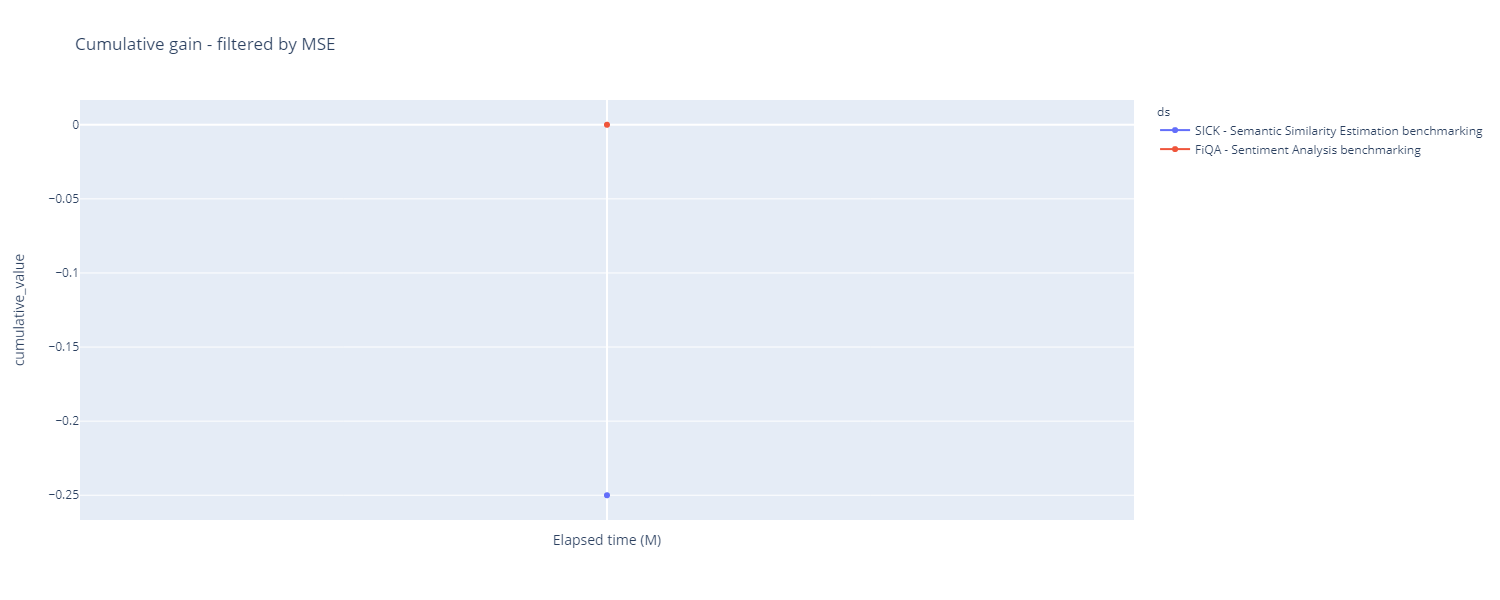 Cumulative gain - filtered by MSE
ds
SICK - Semantic Similarity Estimation benchmarking
FiQA - Sentiment Analysis benchmarking
0
−0.05
−0.1
−0.15
−0.2
−0.25
cumulative_value
Elapsed time (M)